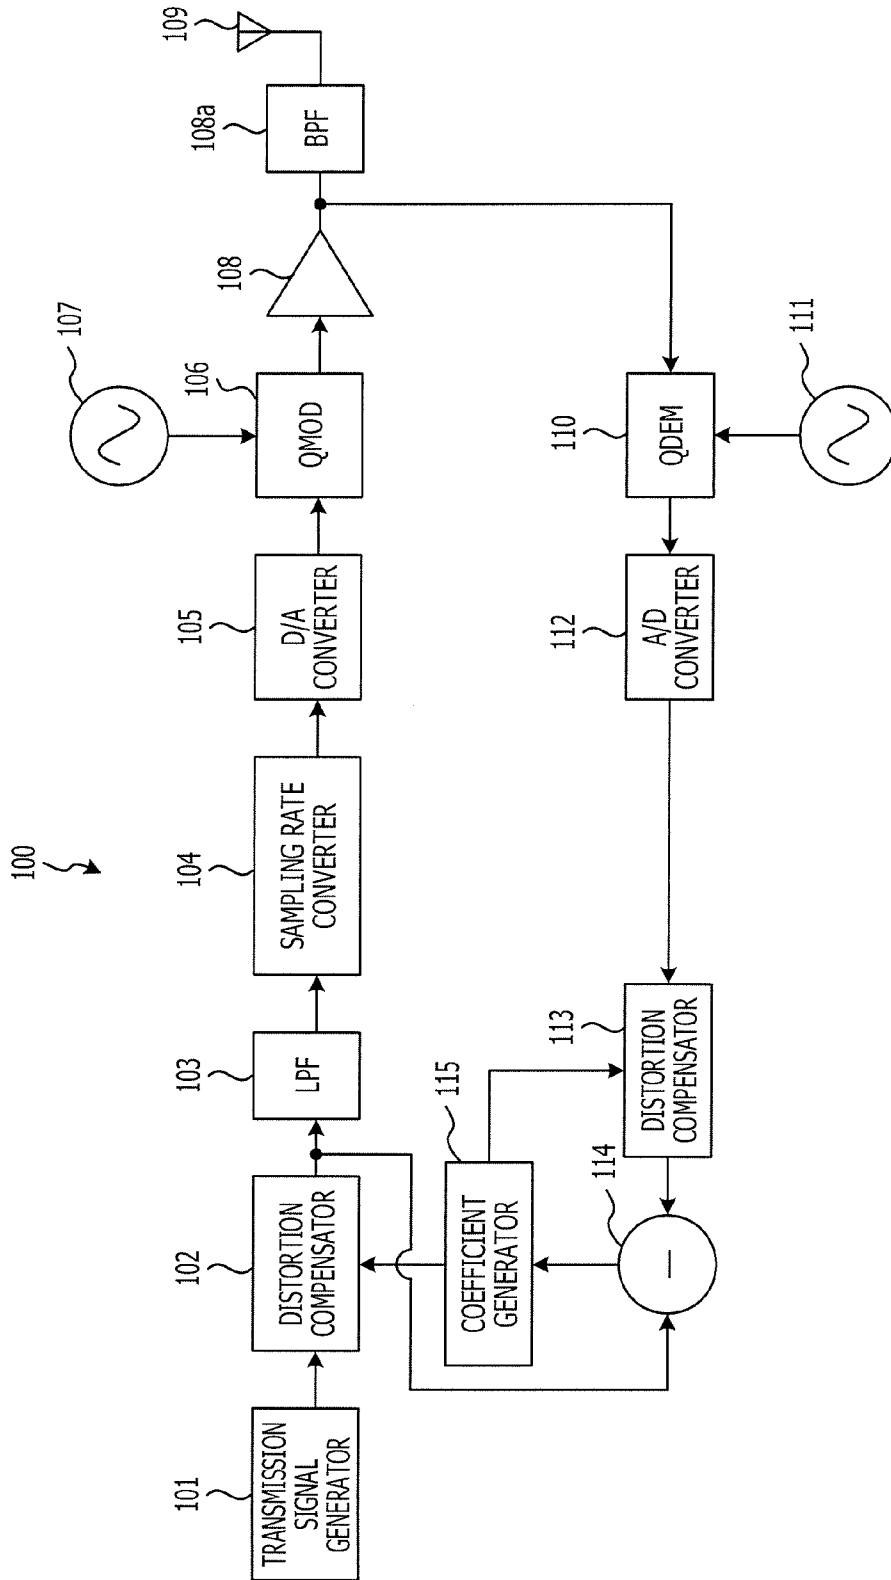 100
101
TRANSMISSION
SIGNAL
GENERATOR
102
DISTORTION
COMPENSATOR
103
LPF
104
SAMPLING RATE
CONVERTER
105
D/A
CONVERTER
106
QMOD
107
108
108a
BPF
109
115
COEFFICIENT
GENERATOR
114
−
113
DISTORTION
COMPENSATOR
112
A/D
CONVERTER
110
QDEM
111